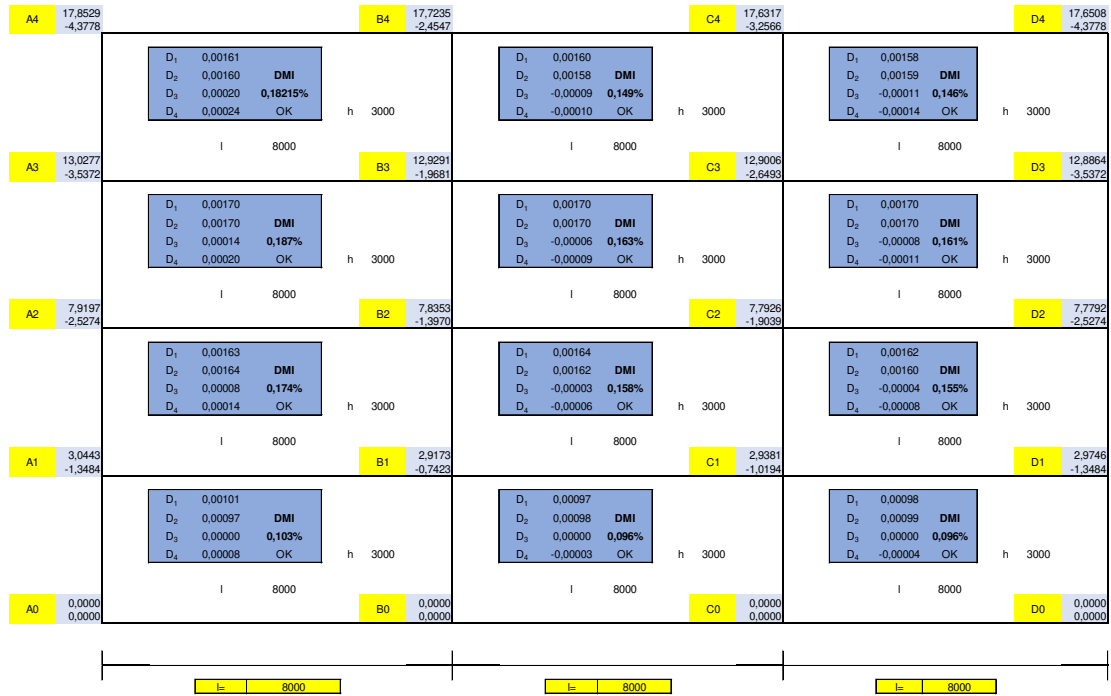 A4 17,8529 B4 17,7235 C4 17,6317 D4 17,6508
-4,3778 -2,4547 -3,2566 -4,3778
D₁ 0,00161 D₁ 0,00160 D₁ 0,00158
D₂ 0,00160 DMI D₂ 0,00158 DMI D₂ 0,00159 DMI
D₃ 0,00020 0,18215% D₃ -0,00009 0,149% D₃ -0,00011 0,146%
D₄ 0,00024 OK h 3000 D₄ -0,00010 OK h 3000 D₄ -0,00014 OK h 3000
l 8000 l 8000 l 8000
A3 13,0277 B3 12,9291 C3 12,9006 D3 12,8864
-3,5372 -1,9681 -2,6493 -3,5372
D₁ 0,00170 D₁ 0,00170 D₁ 0,00170
D₂ 0,00170 DMI D₂ 0,00170 DMI D₂ 0,00170 DMI
D₃ 0,00014 0,187% D₃ -0,00006 0,163% D₃ -0,00008 0,161%
D₄ 0,00020 OK h 3000 D₄ -0,00009 OK h 3000 D₄ -0,00011 OK h 3000
l 8000 l 8000 l 8000
A2 7,9197 B2 7,8353 C2 7,7926 D2 7,7792
-2,5274 -1,3970 -1,9039 -2,5274
D₁ 0,00163 D₁ 0,00164 D₁ 0,00162
D₂ 0,00164 DMI D₂ 0,00162 DMI D₂ 0,00160 DMI
D₃ 0,00008 0,174% D₃ -0,00003 0,158% D₃ -0,00004 0,155%
D₄ 0,00014 OK h 3000 D₄ -0,00006 OK h 3000 D₄ -0,00008 OK h 3000
l 8000 l 8000 l 8000
A1 3,0443 B1 2,9173 C1 2,9381 D1 2,9746
-1,3484 -0,7423 -1,0194 -1,3484
D₁ 0,00101 D₁ 0,00097 D₁ 0,00098
D₂ 0,00097 DMI D₂ 0,00098 DMI D₂ 0,00099 DMI
D₃ 0,00000 0,103% D₃ 0,00000 0,096% D₃ 0,00000 0,096%
D₄ 0,00008 OK h 3000 D₄ -0,00003 OK h 3000 D₄ -0,00004 OK h 3000
l 8000 l 8000 l 8000
A0 0,0000 B0 0,0000 C0 0,0000 D0 0,0000
0,0000 0,0000 0,0000 0,0000
l= 8000 l= 8000 l= 8000